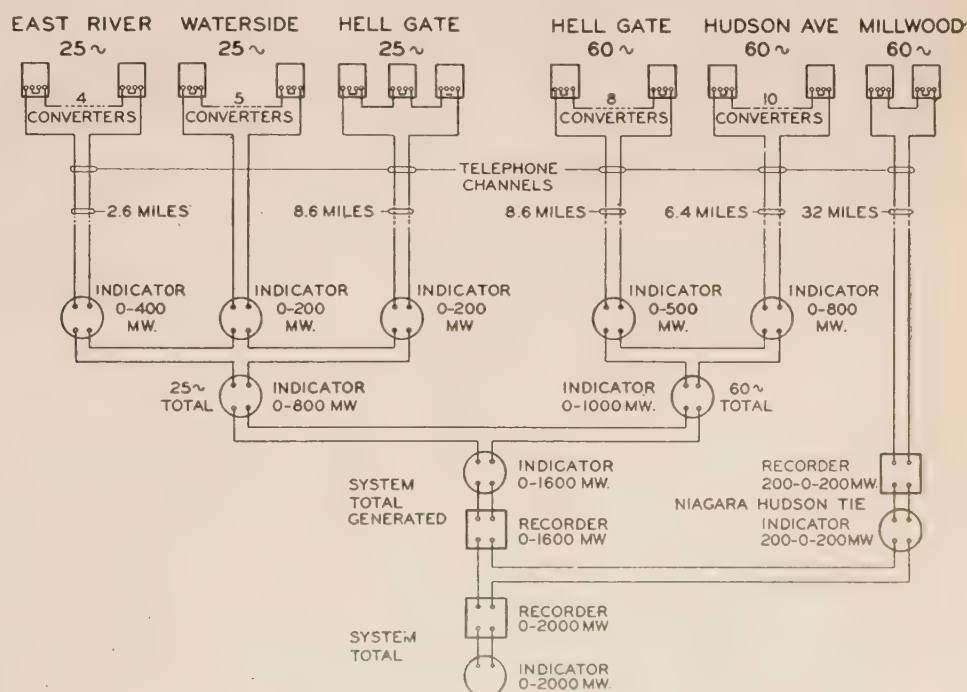 EAST RIVER WATERSIDE HELL GATE HELL GATE HUDSON AVE MILLWOOD
25~ 25~ 25~ 60~ 60~ 60~
4 5 8 10
CONVERTERS CONVERTERS CONVERTERS CONVERTERS
TELEPHONE
CHANNELS
2.6 MILES 8.6 MILES 8.6 MILES 6.4 MILES 32 MILES
INDICATOR INDICATOR INDICATOR INDICATOR INDICATOR
0-400 0-200 0-200 0-500 0-800
MW. MW. MW MW. MW.
25~ INDICATOR INDICATOR 60~
TOTAL 0-800 MW. 0-1000 MW. TOTAL
INDICATOR RECORDER
0-1600 MW. 200-0-200 MW.
SYSTEM
TOTAL
GENERATED
NIAGARA HUDSON TIE
RECORDER INDICATOR
0-1600 MW 200-0-200 MW
RECORDER
0-2000 MW
SYSTEM
TOTAL
INDICATOR
0-2000 MW.